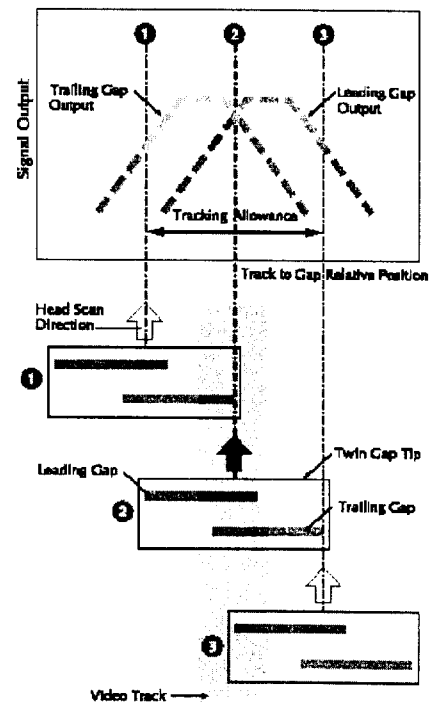 1 2 3
Trailing Gap
Output
Leading Gap
Output
Signal Output
Tracking Allowance
Track to Gap Relative Position
Head Scan
Direction
1
Twin Gap Tip
Leading Gap
Trailing Gap
2
3
Video Track